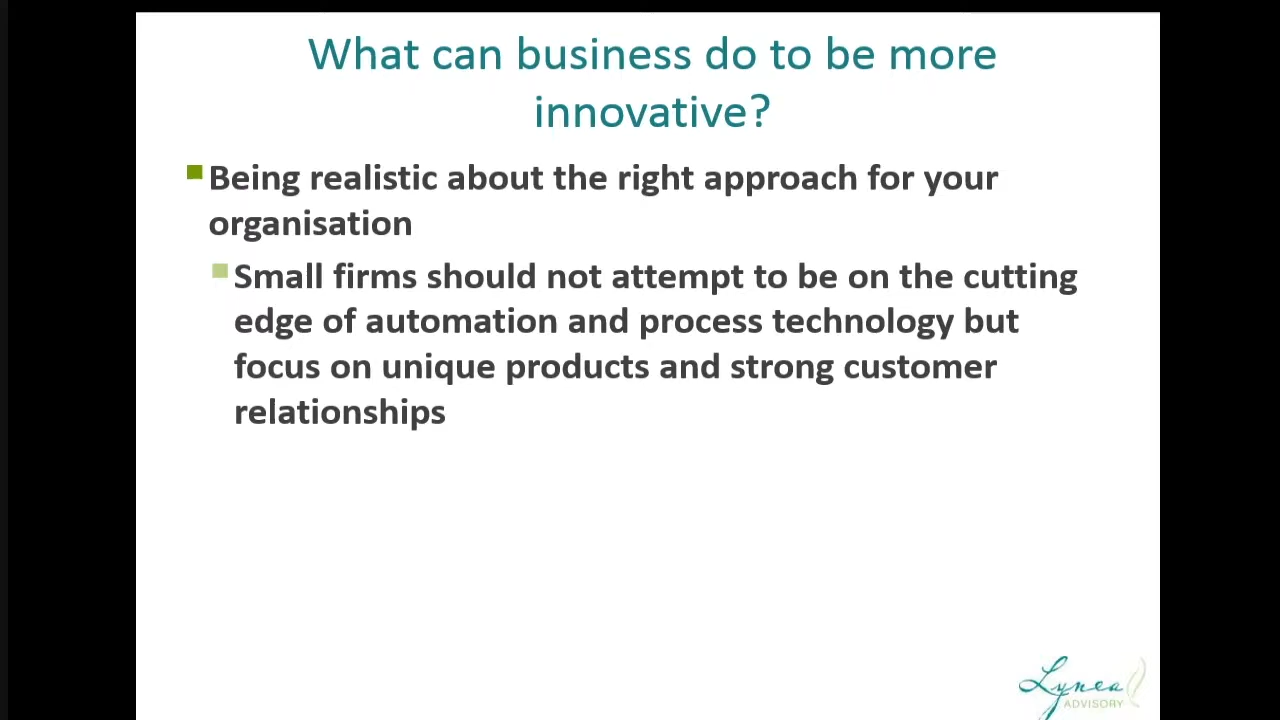 What can business do to be more
innovative?
Being realistic about the right approach for your
organisation
Small firms should not attempt to be on the cutting
edge of automation and process technology but
focus on unique products and strong customer
relationships
Lynea
ADVISORY